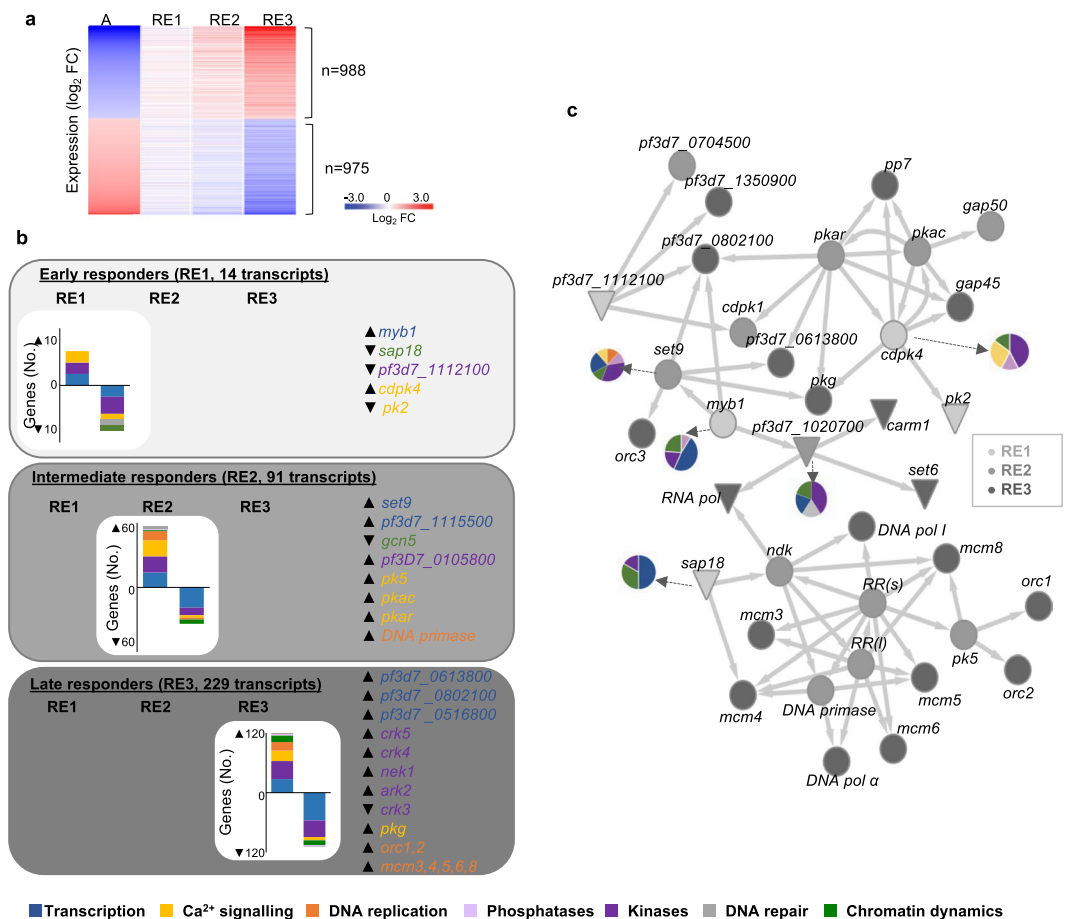 a
A RE1 RE2 RE3
Expression (log2 FC)
n=988
n=975
-3.0 0 3.0
Log2 FC
b
Early responders (RE1, 14 transcripts)
RE1 RE2 RE3
Genes (No.)
▲10
0
▼10
▲myb1
▼sap18
▼pf3d7_1112100
▲cdpk4
▼pk2
Intermediate responders (RE2, 91 transcripts)
RE1 RE2 RE3
Genes (No.)
▲60
0
▼60
▲set9
▲pf3d7_1115500
▼gcn5
▲pf3D7_0105800
▲pk5
▲pkac
▲pkar
▲DNA primase
Late responders (RE3, 229 transcripts)
RE1 RE2 RE3
Genes (No.)
▲120
0
▼120
▲pf3d7_0613800
▲pf3d7_0802100
▲pf3d7_0516800
▲crk5
▲crk4
▲nek1
▲ark2
▼crk3
▲pkg
▲orc1,2
▲mcm3,4,5,6,8
c
pf3d7_0704500
pf3d7_1350900
pp7
gap50
pf3d7_0802100
pkar
pkac
pf3d7_1112100
gap45
cdpk1
pf3d7_0613800
cdpk4
set9
pkg
pk2
myb1
pf3d7_1020700
carm1
orc3
RNA pol
set6
RE1
RE2
RE3
DNA pol I
sap18
ndk
mcm8
RR(s)
orc1
mcm3
RR(l)
pk5
orc2
mcm4
DNA primase
mcm5
mcm6
DNA pol α
Transcription Ca2+ signalling DNA replication Phosphatases Kinases DNA repair Chromatin dynamics